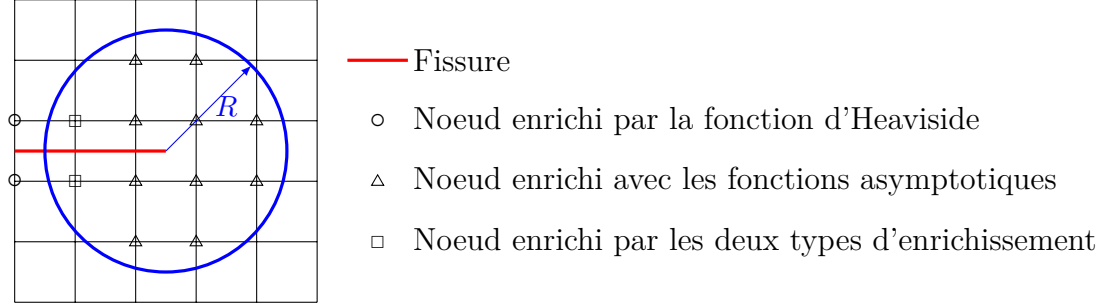 Fissure
R
Noeud enrichi par la fonction d'Heaviside
Noeud enrichi avec les fonctions asymptotiques
Noeud enrichi par les deux types d'enrichissement